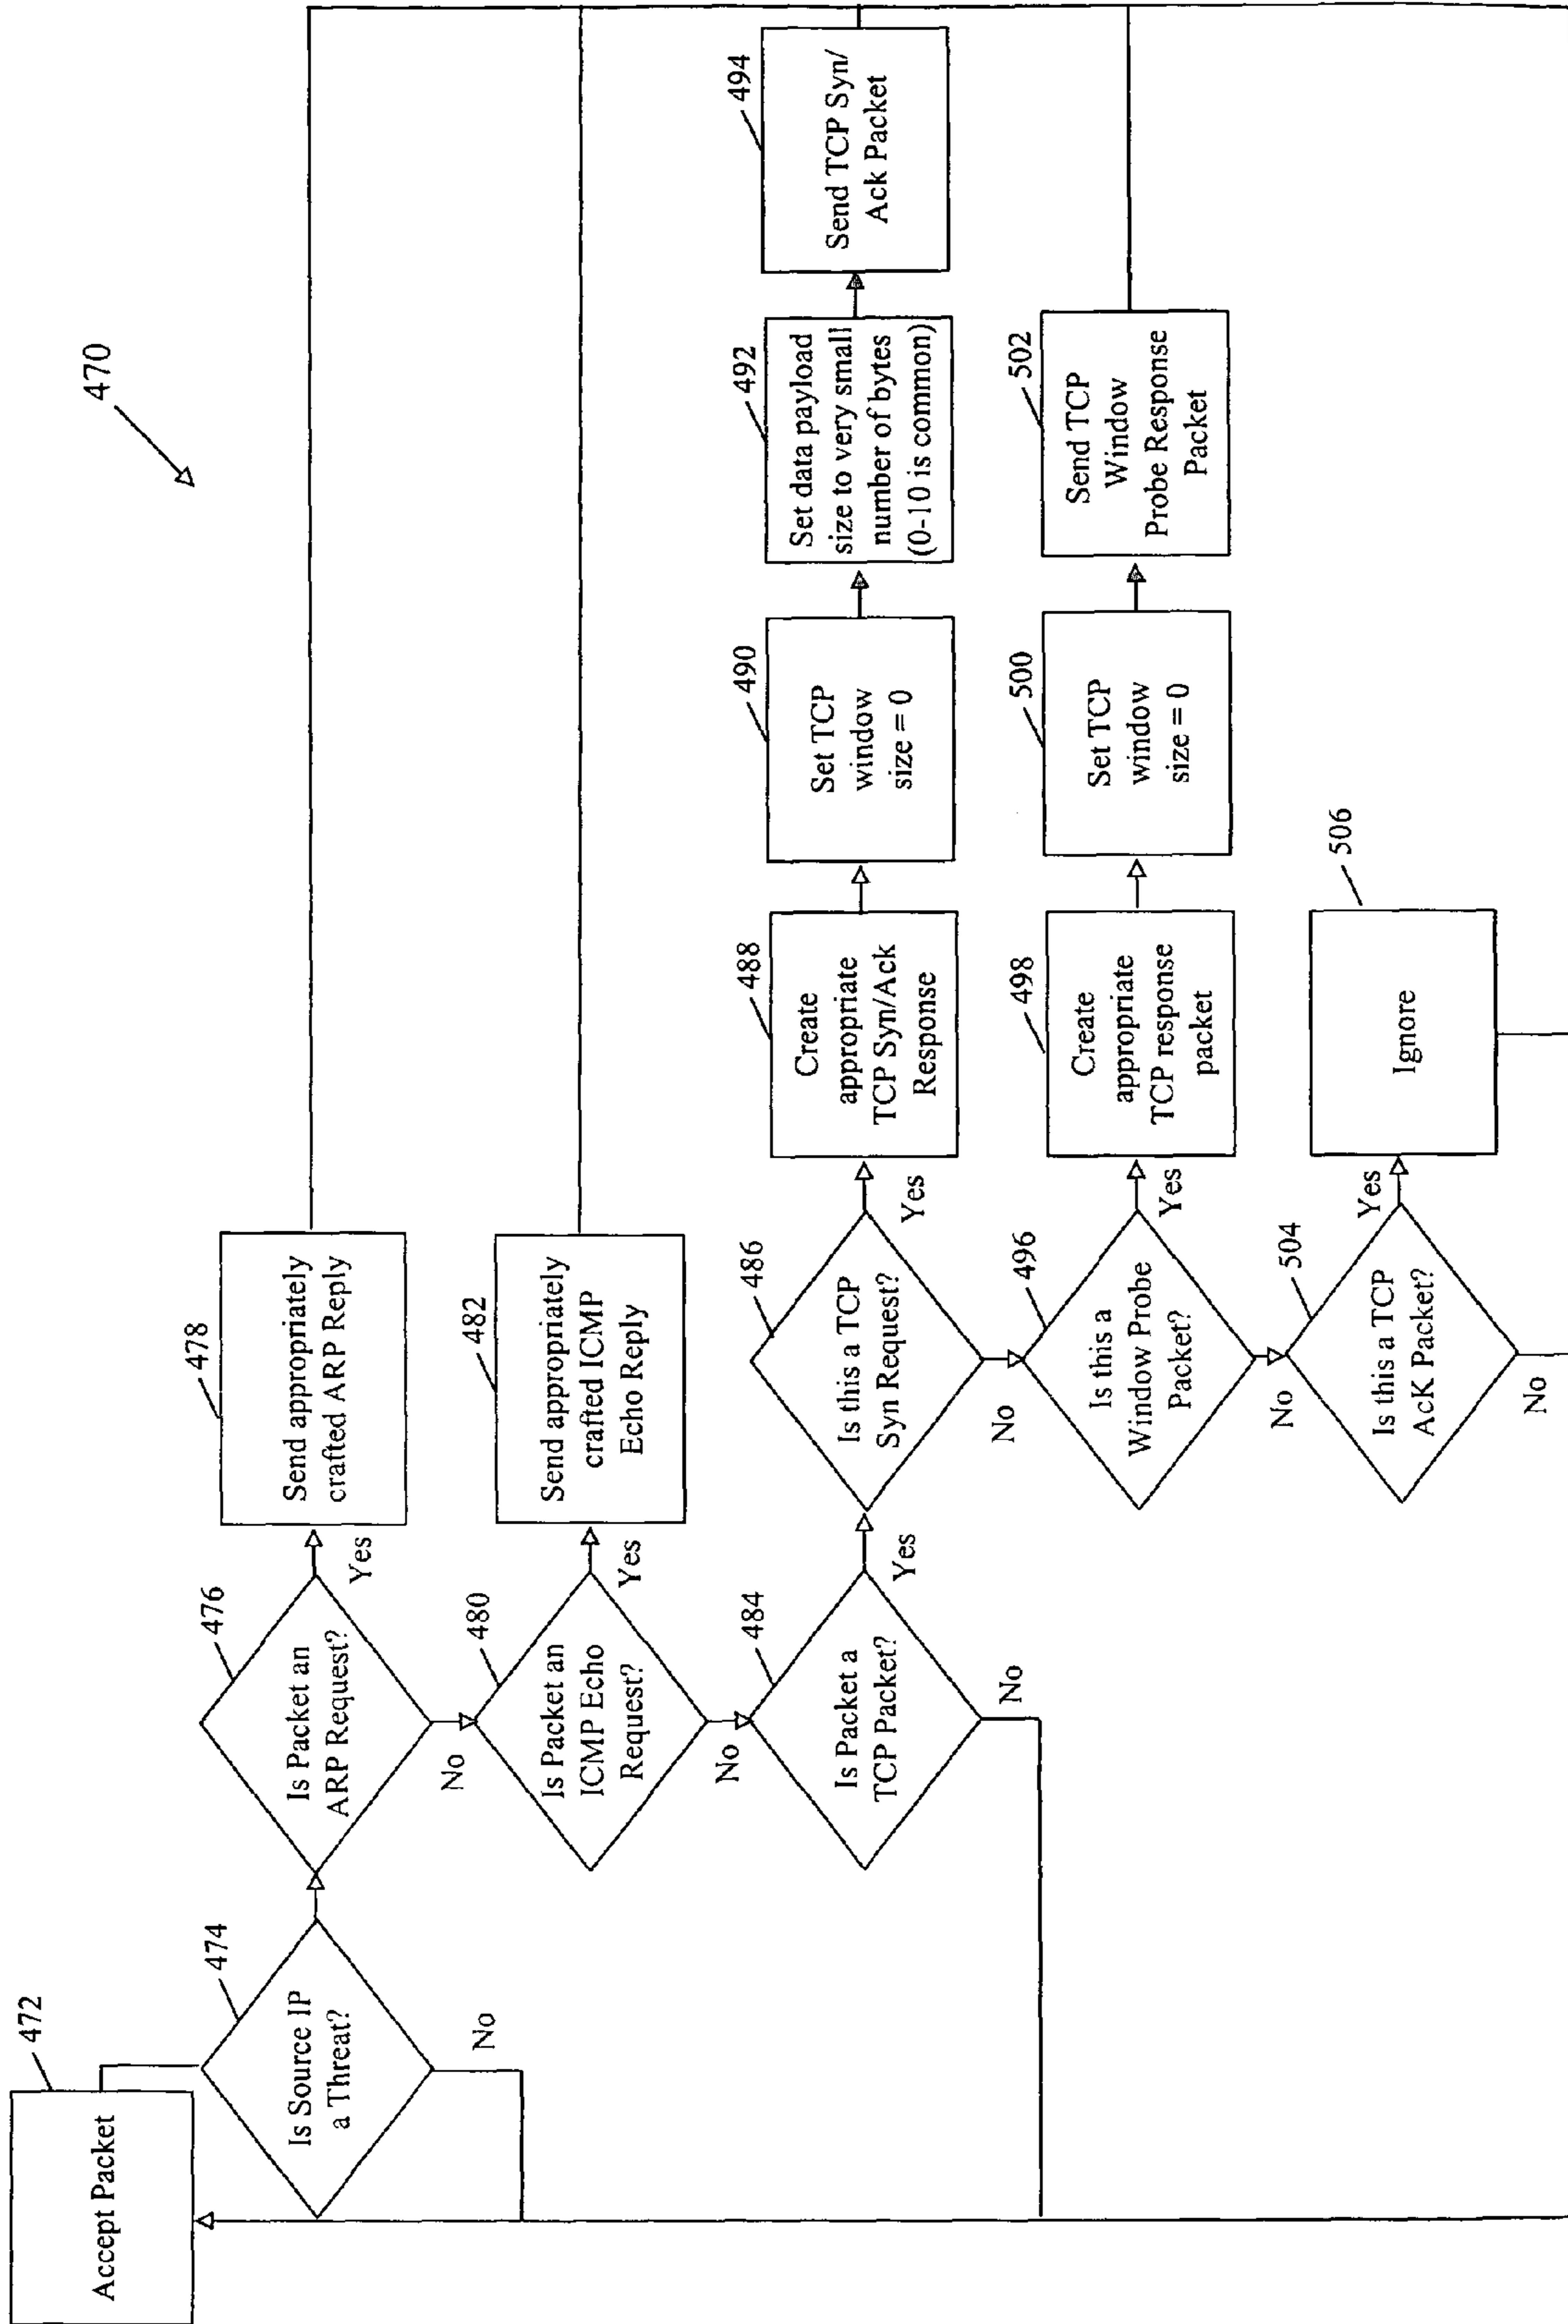 470
472
Accept Packet
474
Is Source IP
a Threat?
No
476
Is Packet an
ARP Request?
Yes
No
478
Send appropriately
crafted ARP Reply
480
Is Packet an
ICMP Echo
Request?
Yes
No
482
Send appropriately
crafted ICMP
Echo Reply
484
Is Packet a
TCP Packet?
Yes
No
486
Is this a TCP
Syn Request?
Yes
No
488
Create
appropriate
TCP Syn/Ack
Response
490
Set TCP
window
size = 0
492
Set data payload
size to very small
number of bytes
(0-10 is common)
494
Send TCP Syn/
Ack Packet
496
Is this a
Window Probe
Packet?
Yes
No
498
Create
appropriate
TCP response
packet
500
Set TCP
window
size = 0
502
Send TCP
Window
Probe Response
Packet
504
Is this a TCP
AcK Packet?
Yes
No
506
Ignore